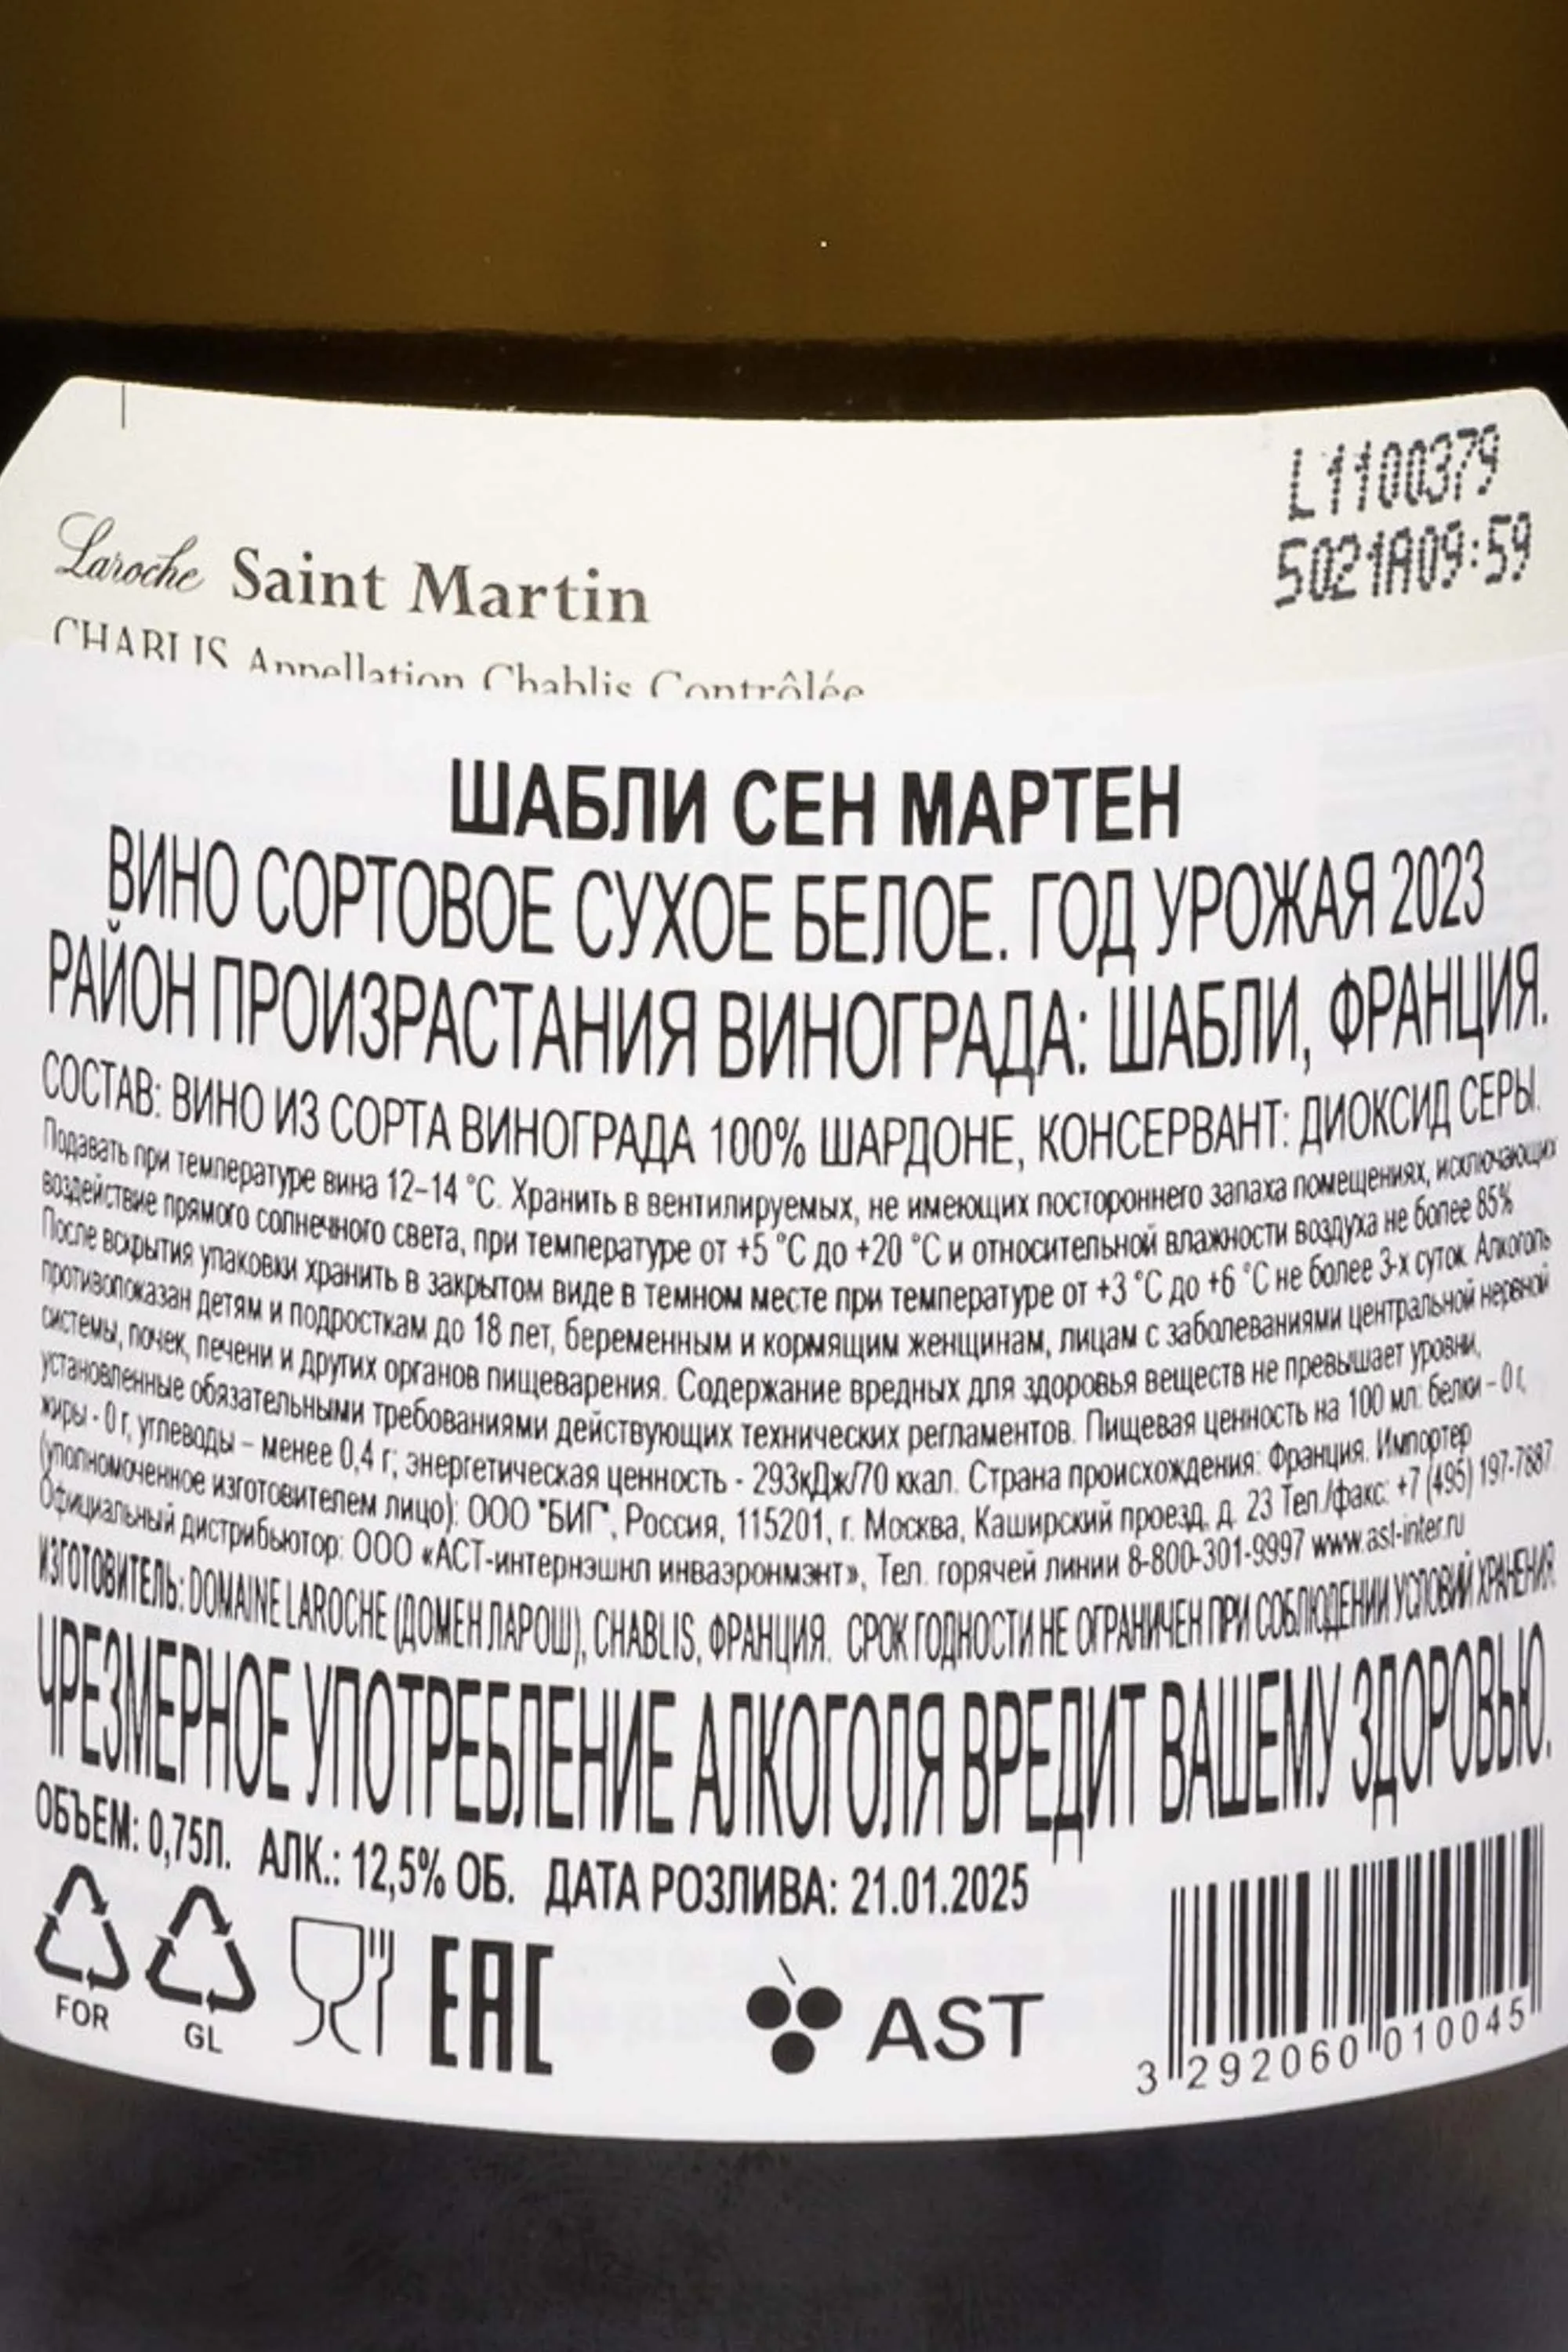 L1100379
5021A09:59
Laroche Saint Martin
CHABLIS Appellation Chablis Contrôlée
ШАБЛИ СЕН МАРТЕН
ВИНО СОРТОВОЕ СУХОЕ БЕЛОЕ. ГОД УРОЖАЯ 2023
РАЙОН ПРОИЗРАСТАНИЯ ВИНОГРАДА: ШАБЛИ, ФРАНЦИЯ.
СОСТАВ: ВИНО ИЗ СОРТА ВИНОГРАДА 100% ШАРДОНЕ, КОНСЕРВАНТ: ДИОКСИД СЕРЫ.
Подавать при температуре вина 12–14 °С. Хранить в вентилируемых, не имеющих постороннего запаха помещениях, исключающих
воздействие прямого солнечного света, при температуре от +5 °С до +20 °С и относительной влажности воздуха не более 85%
После вскрытия упаковки хранить в закрытом виде в темном месте при температуре от +3 °С до +6 °С не более 3-х суток. Алкоголь
противопоказан детям и подросткам до 18 лет, беременным и кормящим женщинам, лицам с заболеваниями центральной нервной
системы, почек, печени и других органов пищеварения. Содержание вредных для здоровья веществ не превышает уровни,
установленные обязательными требованиями действующих технических регламентов. Пищевая ценность на 100 мл: белки – 0 г,
жиры - 0 г, углеводы – менее 0,4 г; энергетическая ценность - 293кДж/70 ккал. Страна происхождения: Франция. Импортер
(уполномоченное изготовителем лицо): ООО "БИГ", Россия, 115201, г. Москва, Каширский проезд, д. 23 Тел./факс: +7 (495) 197-7687.
Официальный дистрибьютор: ООО «АСТ-интернэшнл инваэронмэнт», Тел. горячей линии 8-800-301-9997 www.ast-inter.ru
ИЗГОТОВИТЕЛЬ: DOMAINE LAROCHE (ДОМЕН ЛАРОШ), CHABLIS, ФРАНЦИЯ. СРОК ГОДНОСТИ НЕ ОГРАНИЧЕН ПРИ СОБЛЮДЕНИИ УСЛОВИЙ ХРАНЕНИЯ.
ЧРЕЗМЕРНОЕ УПОТРЕБЛЕНИЕ АЛКОГОЛЯ ВРЕДИТ ВАШЕМУ ЗДОРОВЬЮ.
ОБЪЕМ: 0,75Л. АЛК.: 12,5% ОБ. ДАТА РОЗЛИВА: 21.01.2025
FOR
GL
EAC
AST
3 292060 010045